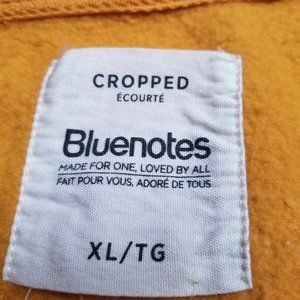 CROPPED
ÉCOURTÉ
Bluenotes
MADE FOR ONE, LOVED BY ALL
FAIT POUR VOUS, ADORÉ DE TOUS
XL/TG